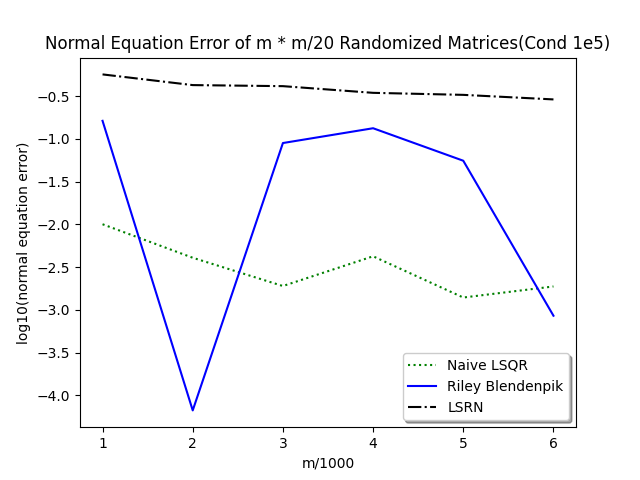 Normal Equation Error of m * m/20 Randomized Matrices(Cond 1e5)
log10(normal equation error)
−0.5
−1.0
−1.5
−2.0
−2.5
−3.0
−3.5
−4.0
Naive LSQR
Riley Blendenpik
LSRN
1 2 3 4 5 6
m/1000